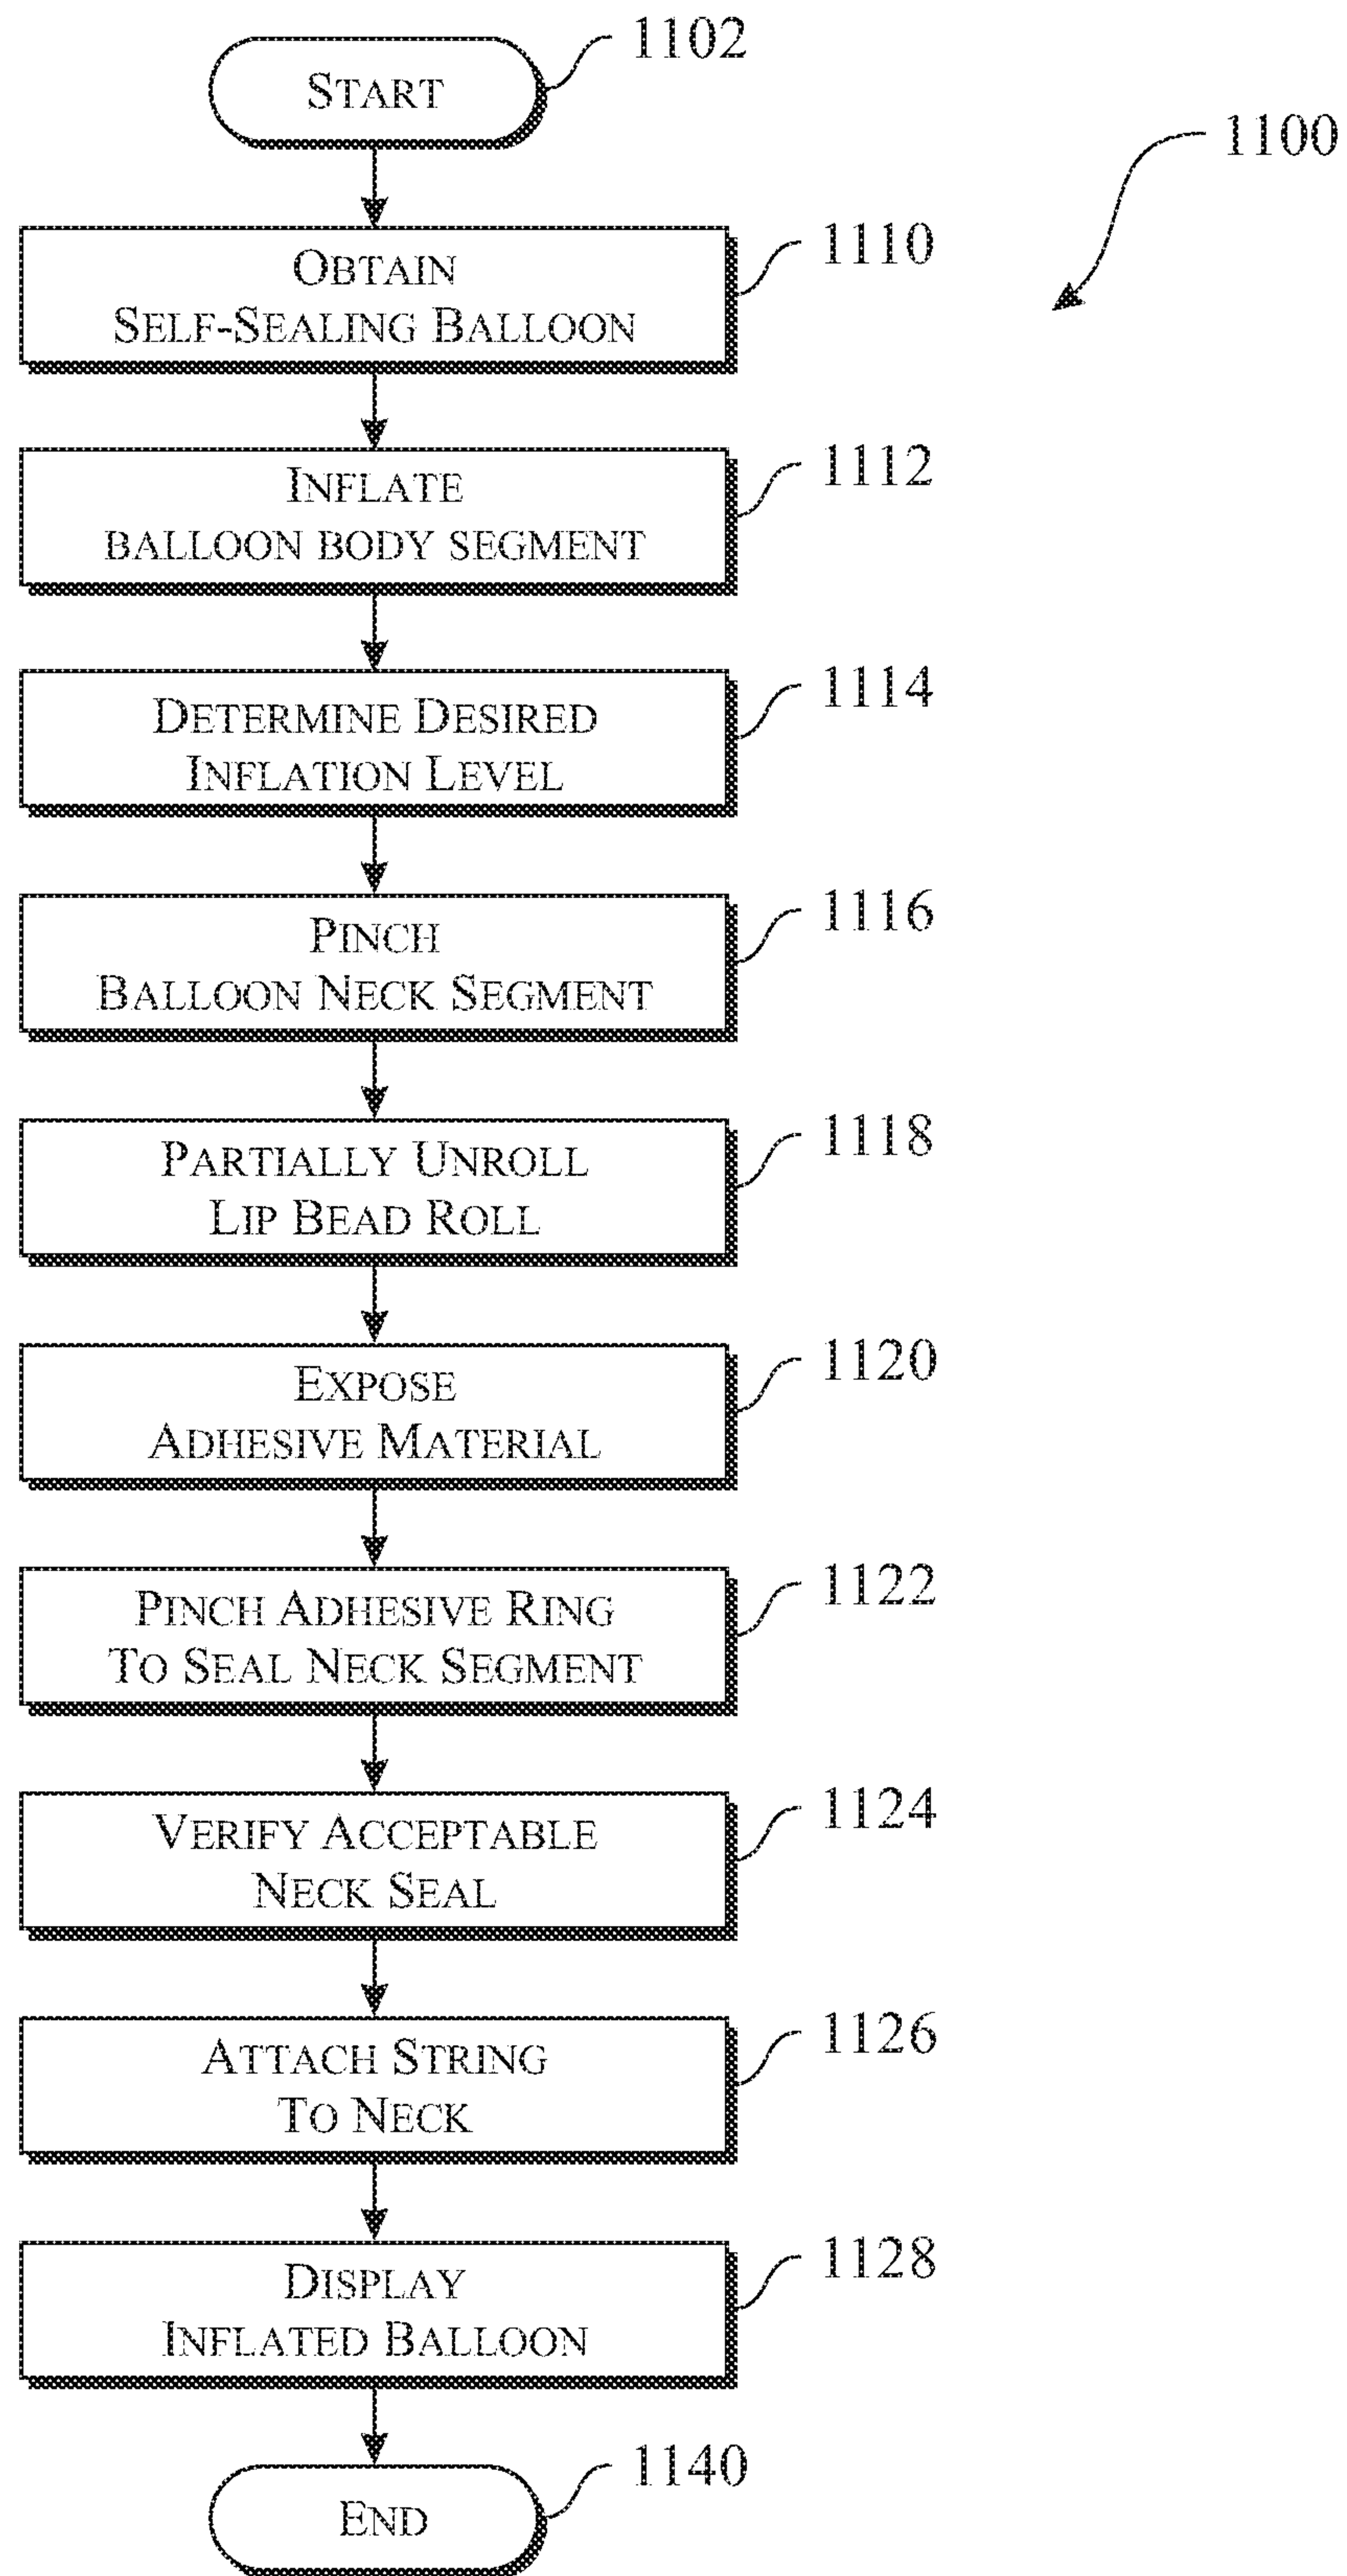 START
1102
1100
OBTAIN
SELF-SEALING BALLOON
1110
INFLATE
BALLOON BODY SEGMENT
1112
DETERMINE DESIRED
INFLATION LEVEL
1114
PINCH
BALLOON NECK SEGMENT
1116
PARTIALLY UNROLL
LIP BEAD ROLL
1118
EXPOSE
ADHESIVE MATERIAL
1120
PINCH ADHESIVE RING
TO SEAL NECK SEGMENT
1122
VERIFY ACCEPTABLE
NECK SEAL
1124
ATTACH STRING
TO NECK
1126
DISPLAY
INFLATED BALLOON
1128
END
1140